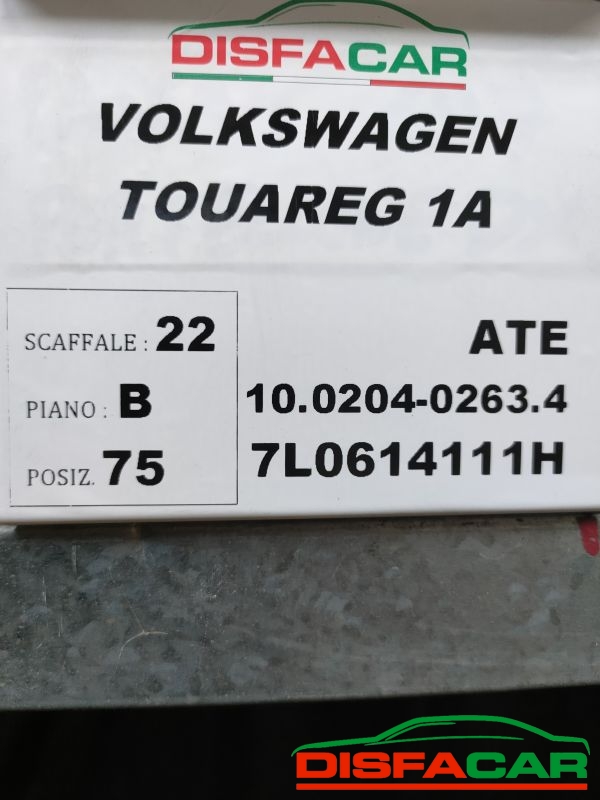 DISFACAR
VOLKSWAGEN
TOUAREG 1A
SCAFFALE : 22
PIANO : B
POSIZ. 75
ATE
10.0204-0263.4
7L0614111H
DISFACAR